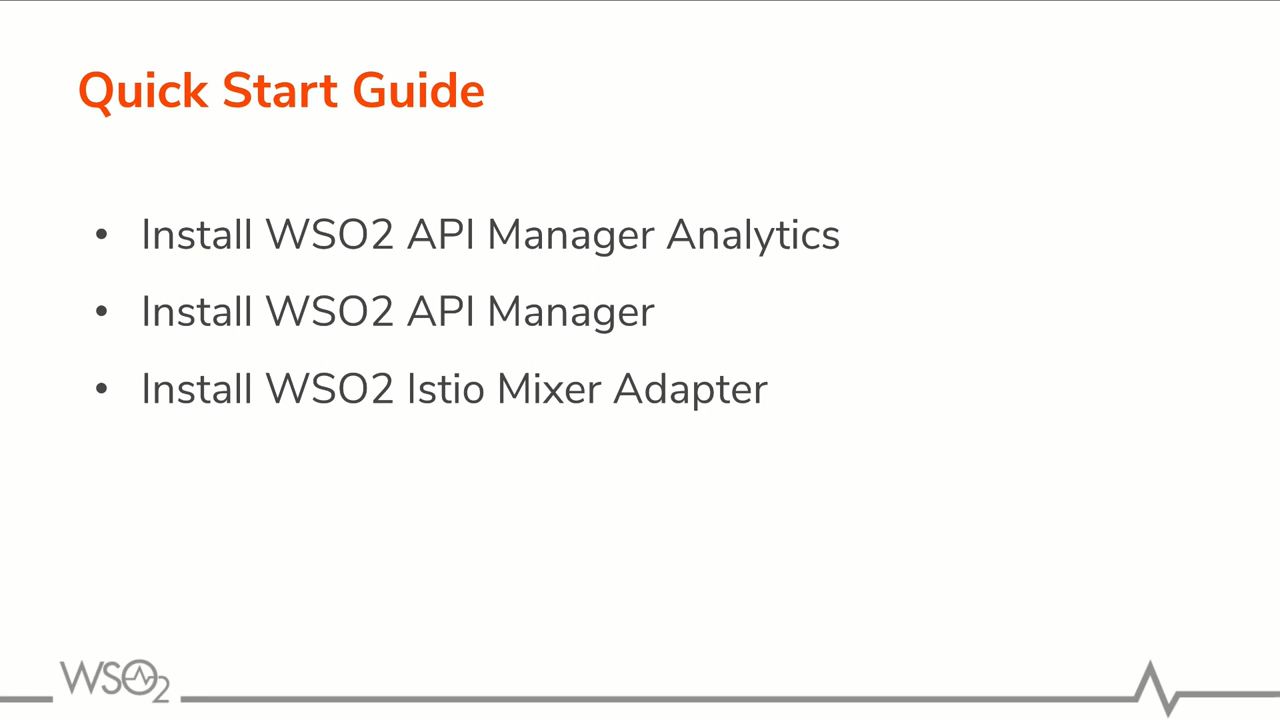 Quick Start Guide
• Install WSO2 API Manager Analytics
• Install WSO2 API Manager
• Install WSO2 Istio Mixer Adapter
WSO2